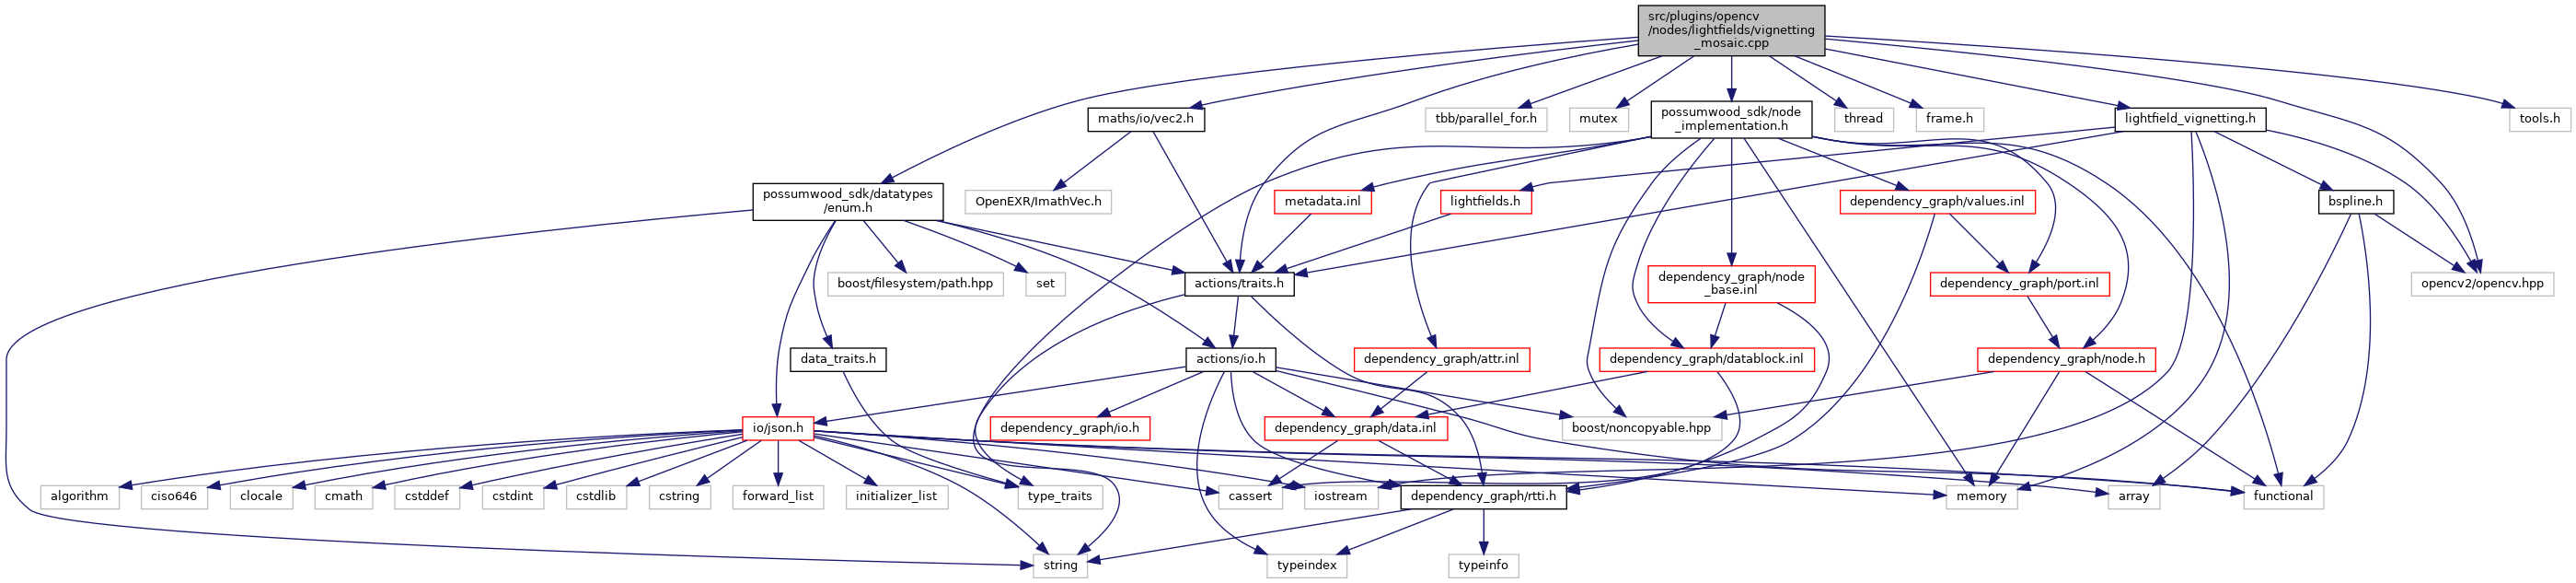 src/plugins/opencv
/nodes/lightfields/vignetting
_mosaic.cpp
maths/io/vec2.h
tbb/parallel_for.h
mutex
possumwood_sdk/node
_implementation.h
thread
frame.h
lightfield_vignetting.h
tools.h
possumwood_sdk/datatypes
/enum.h
OpenEXR/ImathVec.h
metadata.inl
lightfields.h
dependency_graph/values.inl
bspline.h
boost/filesystem/path.hpp
set
actions/traits.h
dependency_graph/node
_base.inl
dependency_graph/port.inl
opencv2/opencv.hpp
data_traits.h
actions/io.h
dependency_graph/attr.inl
dependency_graph/datablock.inl
dependency_graph/node.h
io/json.h
dependency_graph/io.h
dependency_graph/data.inl
boost/noncopyable.hpp
algorithm
ciso646
clocale
cmath
cstddef
cstdint
cstdlib
cstring
forward_list
initializer_list
type_traits
cassert
iostream
dependency_graph/rtti.h
memory
array
functional
string
typeindex
typeinfo